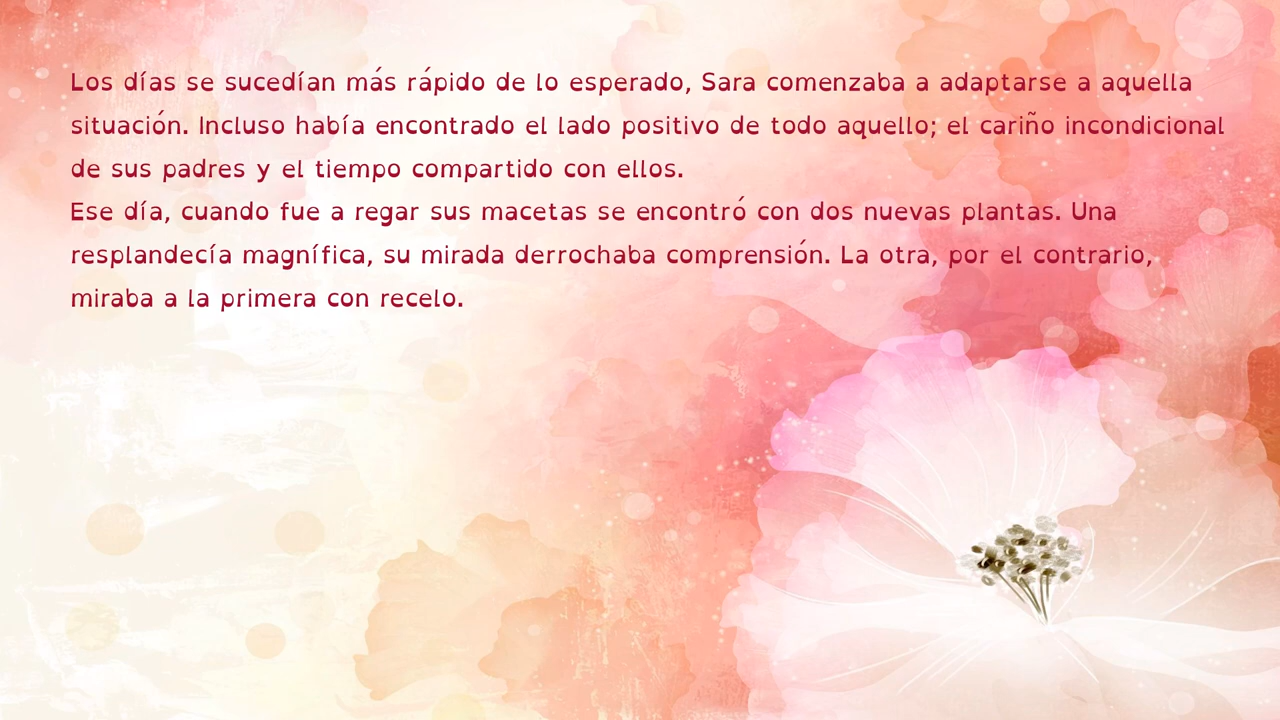 Los días se sucedían más rápido de lo esperado, Sara comenzaba a adaptarse a aquella
situación. Incluso había encontrado el lado positivo de todo aquello; el cariño incondicional
de sus padres y el tiempo compartido con ellos.
Ese día, cuando fue a regar sus macetas se encontró con dos nuevas plantas. Una
resplandecía magnífica, su mirada derrochaba comprensión. La otra, por el contrario,
miraba a la primera con recelo.